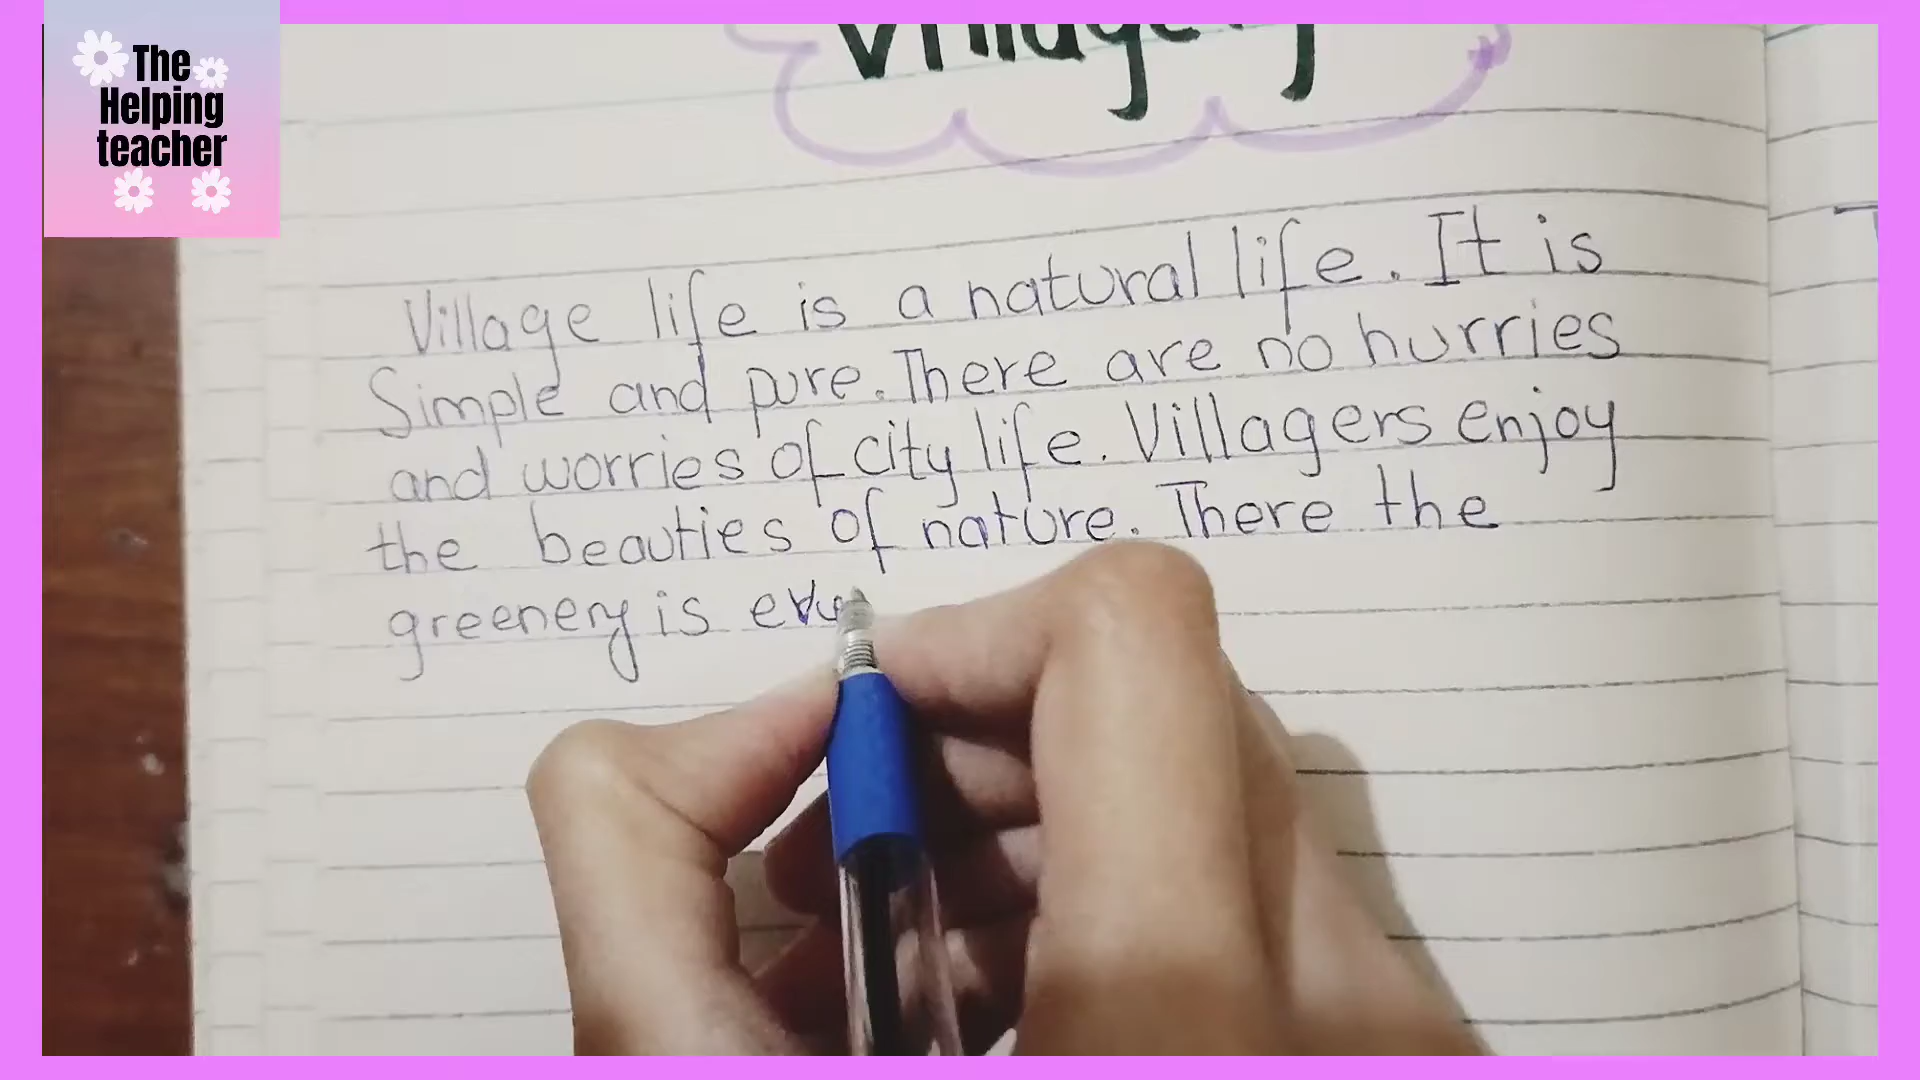 The
Helping
teacher
Village life is a natural life. It is
Simple and pure. There are no hurries
and worries of city life. Villagers enjoy
the beauties of nature. There the
greenery is eve